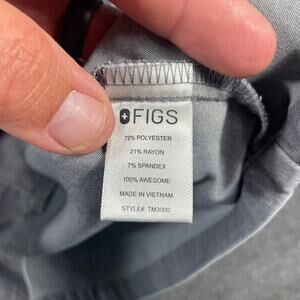 FIGS
72% POLYESTER
21% RAYON
7% SPANDEX
100% AWESOME
MADE IN VIETNAM
STYLE#: TM3000